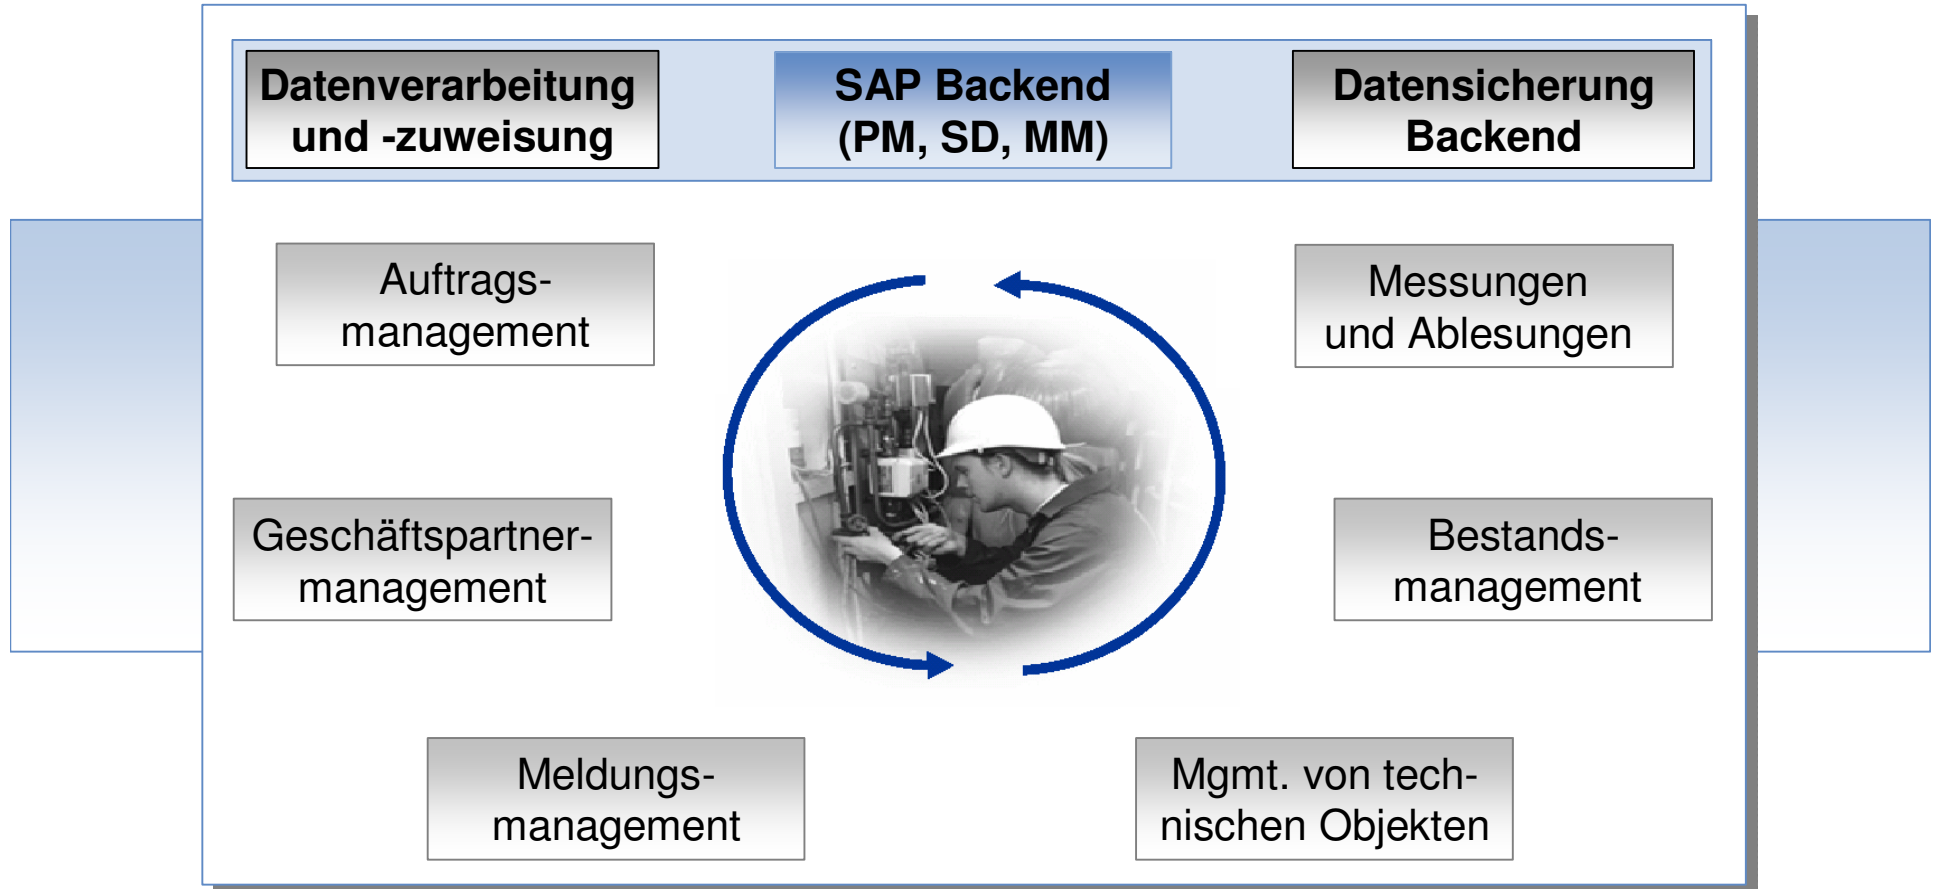 Datenverarbeitung
und -zuweisung
SAP Backend
(PM, SD, MM)
Datensicherung
Backend
Auftrags-
management
Messungen
und Ablesungen
Geschäftspartner-
management
Bestands-
management
Meldungs-
management
Mgmt. von tech-
nischen Objekten